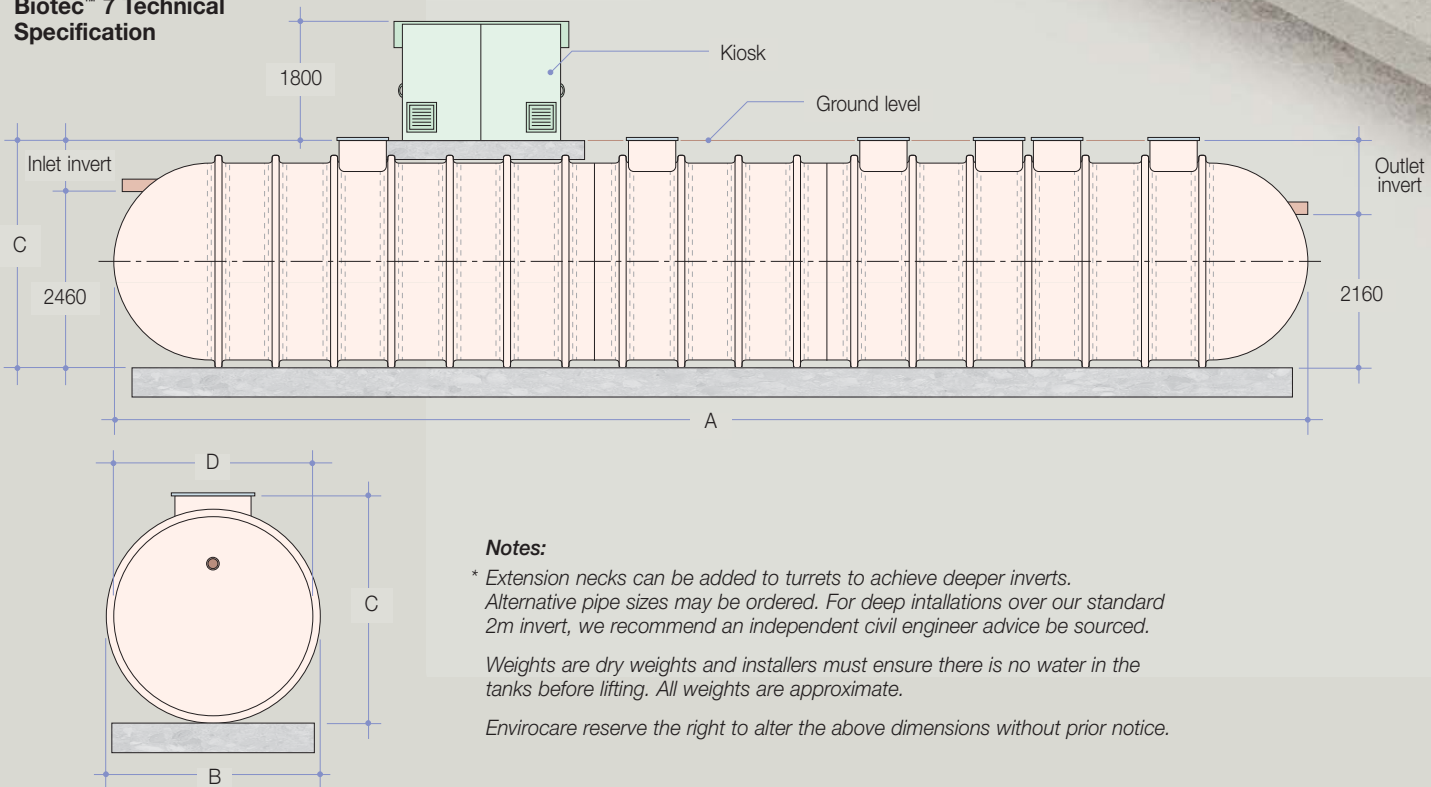 Biotec™ 7 Technical
Specification
1800
Kiosk
Ground level
Inlet invert
Outlet
invert
C
2460
2160
A
D
C
B
Notes:
* Extension necks can be added to turrets to achieve deeper inverts.
Alternative pipe sizes may be ordered. For deep intallations over our standard
2m invert, we recommend an independent civil engineer advice be sourced.
Weights are dry weights and installers must ensure there is no water in the
tanks before lifting. All weights are approximate.
Envirocare reserve the right to alter the above dimensions without prior notice.